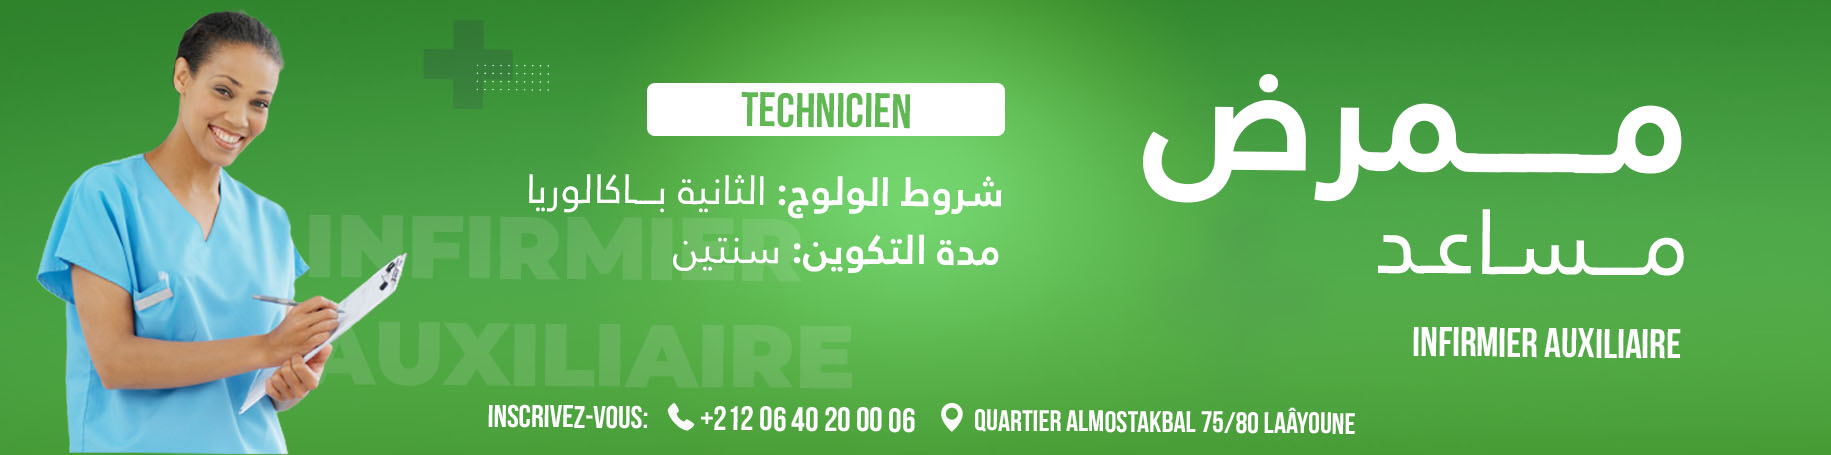 ممرض
مساعد
INFIRMIER AUXILIAIRE
TECHNICIEN
شروط الولوج: الثانية باكالوريا
مدة التكوين: سنتين
INFIRMIER
AUXILIAIRE
INSCRIVEZ-VOUS: +212 06 40 20 00 06 QUARTIER ALMOSTAKBAL 75/80 LAÂYOUNE